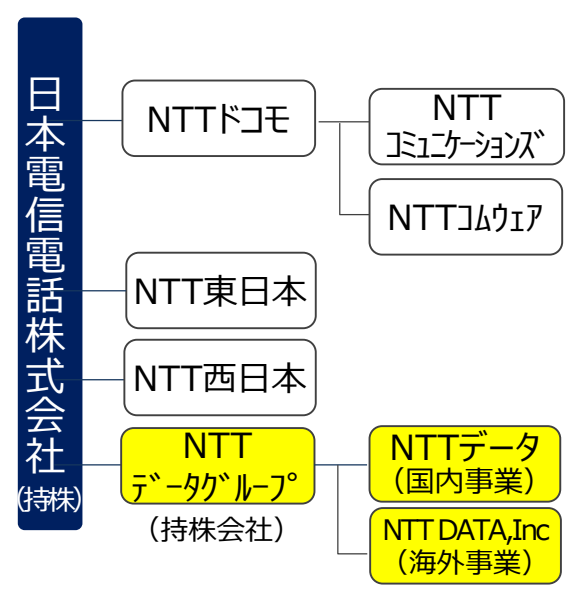 日本電信電話株式会社
(持株)
NTTドコモ
NTT
コミュニケーションズ
NTTコムウェア
NTT東日本
NTT西日本
NTT
データグループ
（持株会社）
NTTデータ
（国内事業）
NTT DATA,Inc
（海外事業）